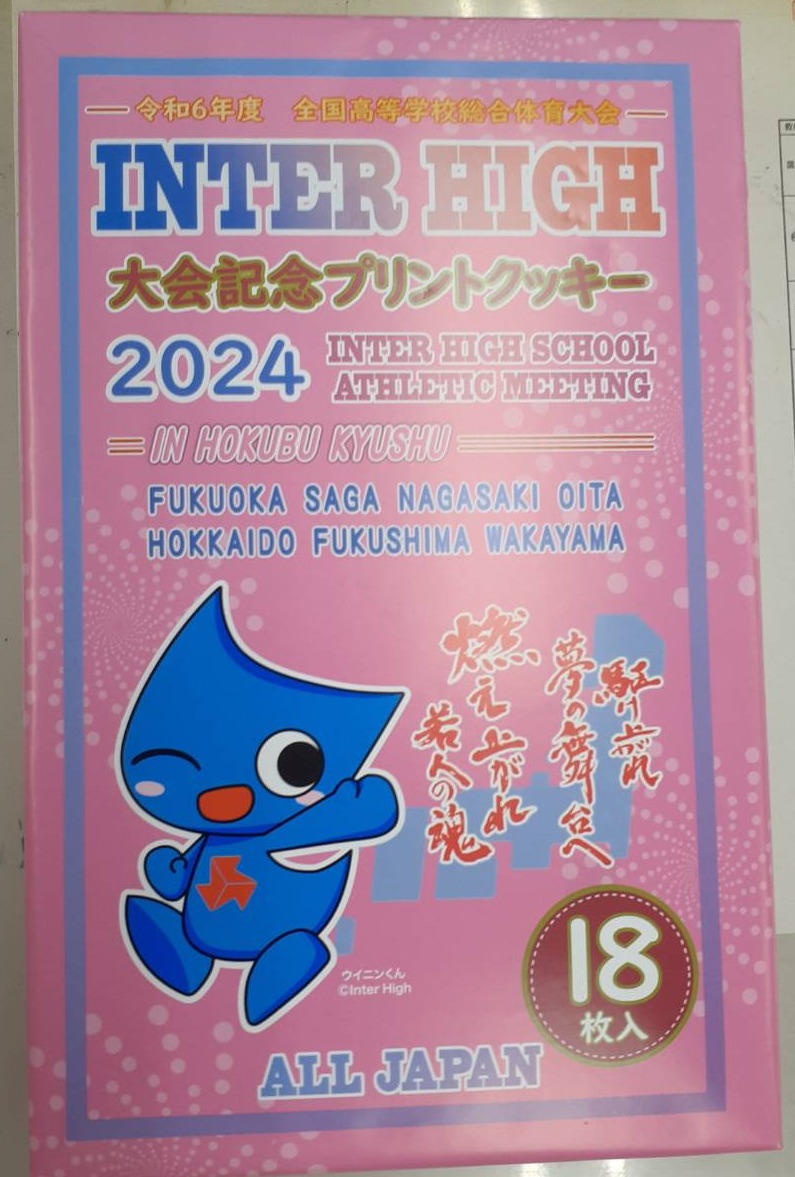 令和6年度 全国高等学校総合体育大会
INTER HIGH
大会記念プリントクッキー
2024
INTER HIGH SCHOOL
ATHLETIC MEETING
IN HOKUBU KYUSHU
FUKUOKA SAGA NAGASAKI OITA
HOKKAIDO FUKUSHIMA WAKAYAMA
駆け上がれ
夢の舞台へ
燃え上がれ
若人の魂
ウイニンくん
©Inter High
18
枚入
ALL JAPAN